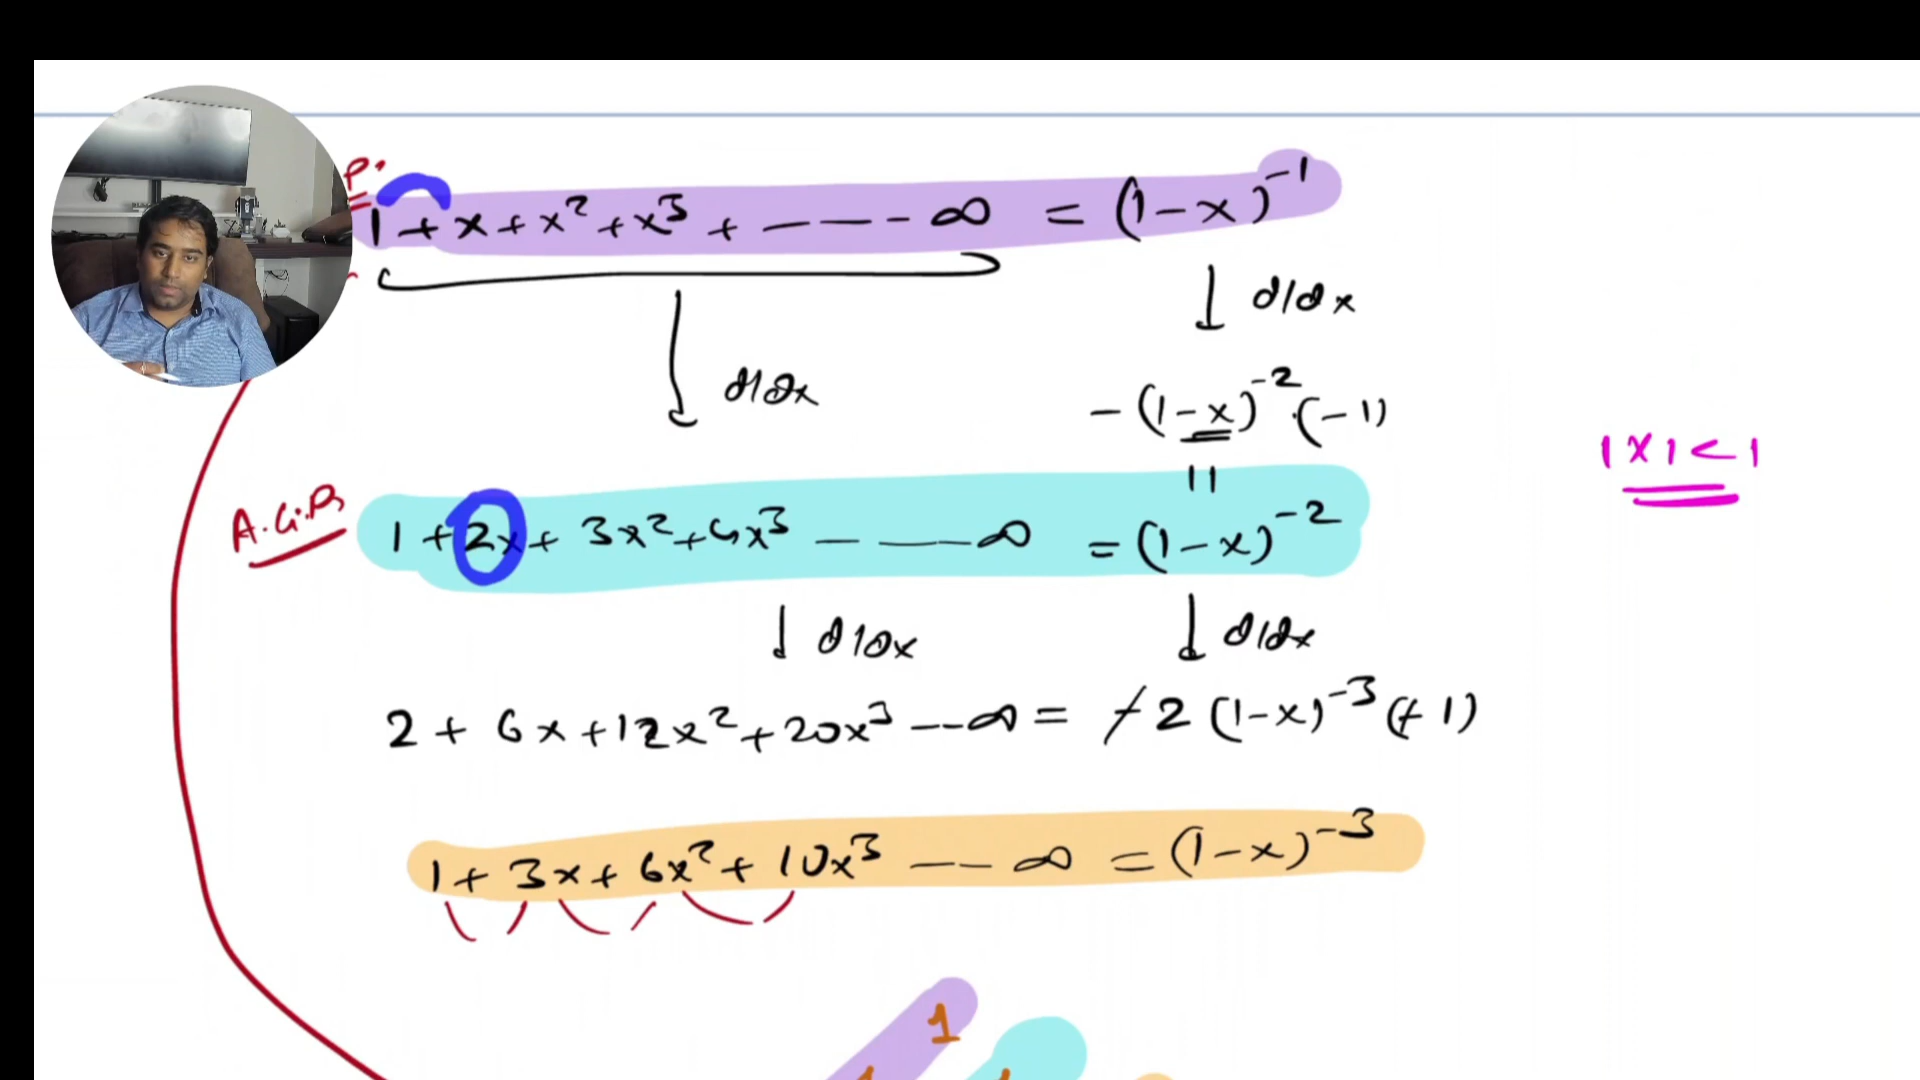 P.
1 + x + x² + x³ + ---- ∞ = (1-x)⁻¹
d/dx
d/dx
-(1-x)⁻²·(-1)
|x|<1
||
A.G.P.
1 + 2x + 3x² + 4x³ ---- ∞ = (1-x)⁻²
d/dx d/dx
2 + 6x + 12x² + 20x³ --- ∞ = -2 (1-x)⁻³ (-1)
1 + 3x + 6x² + 10x³ --- ∞ = (1-x)⁻³
1